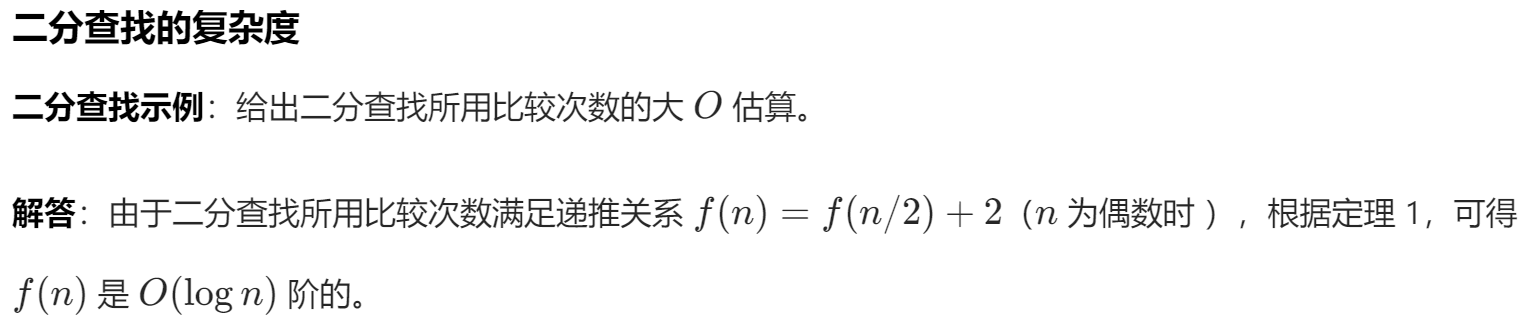 二分查找的复杂度
二分查找示例：给出二分查找所用比较次数的大 O 估算。
解答：由于二分查找所用比较次数满足递推关系 f(n) = f(n/2) + 2（n 为偶数时 ），根据定理 1，可得
f(n) 是 O(log n) 阶的。